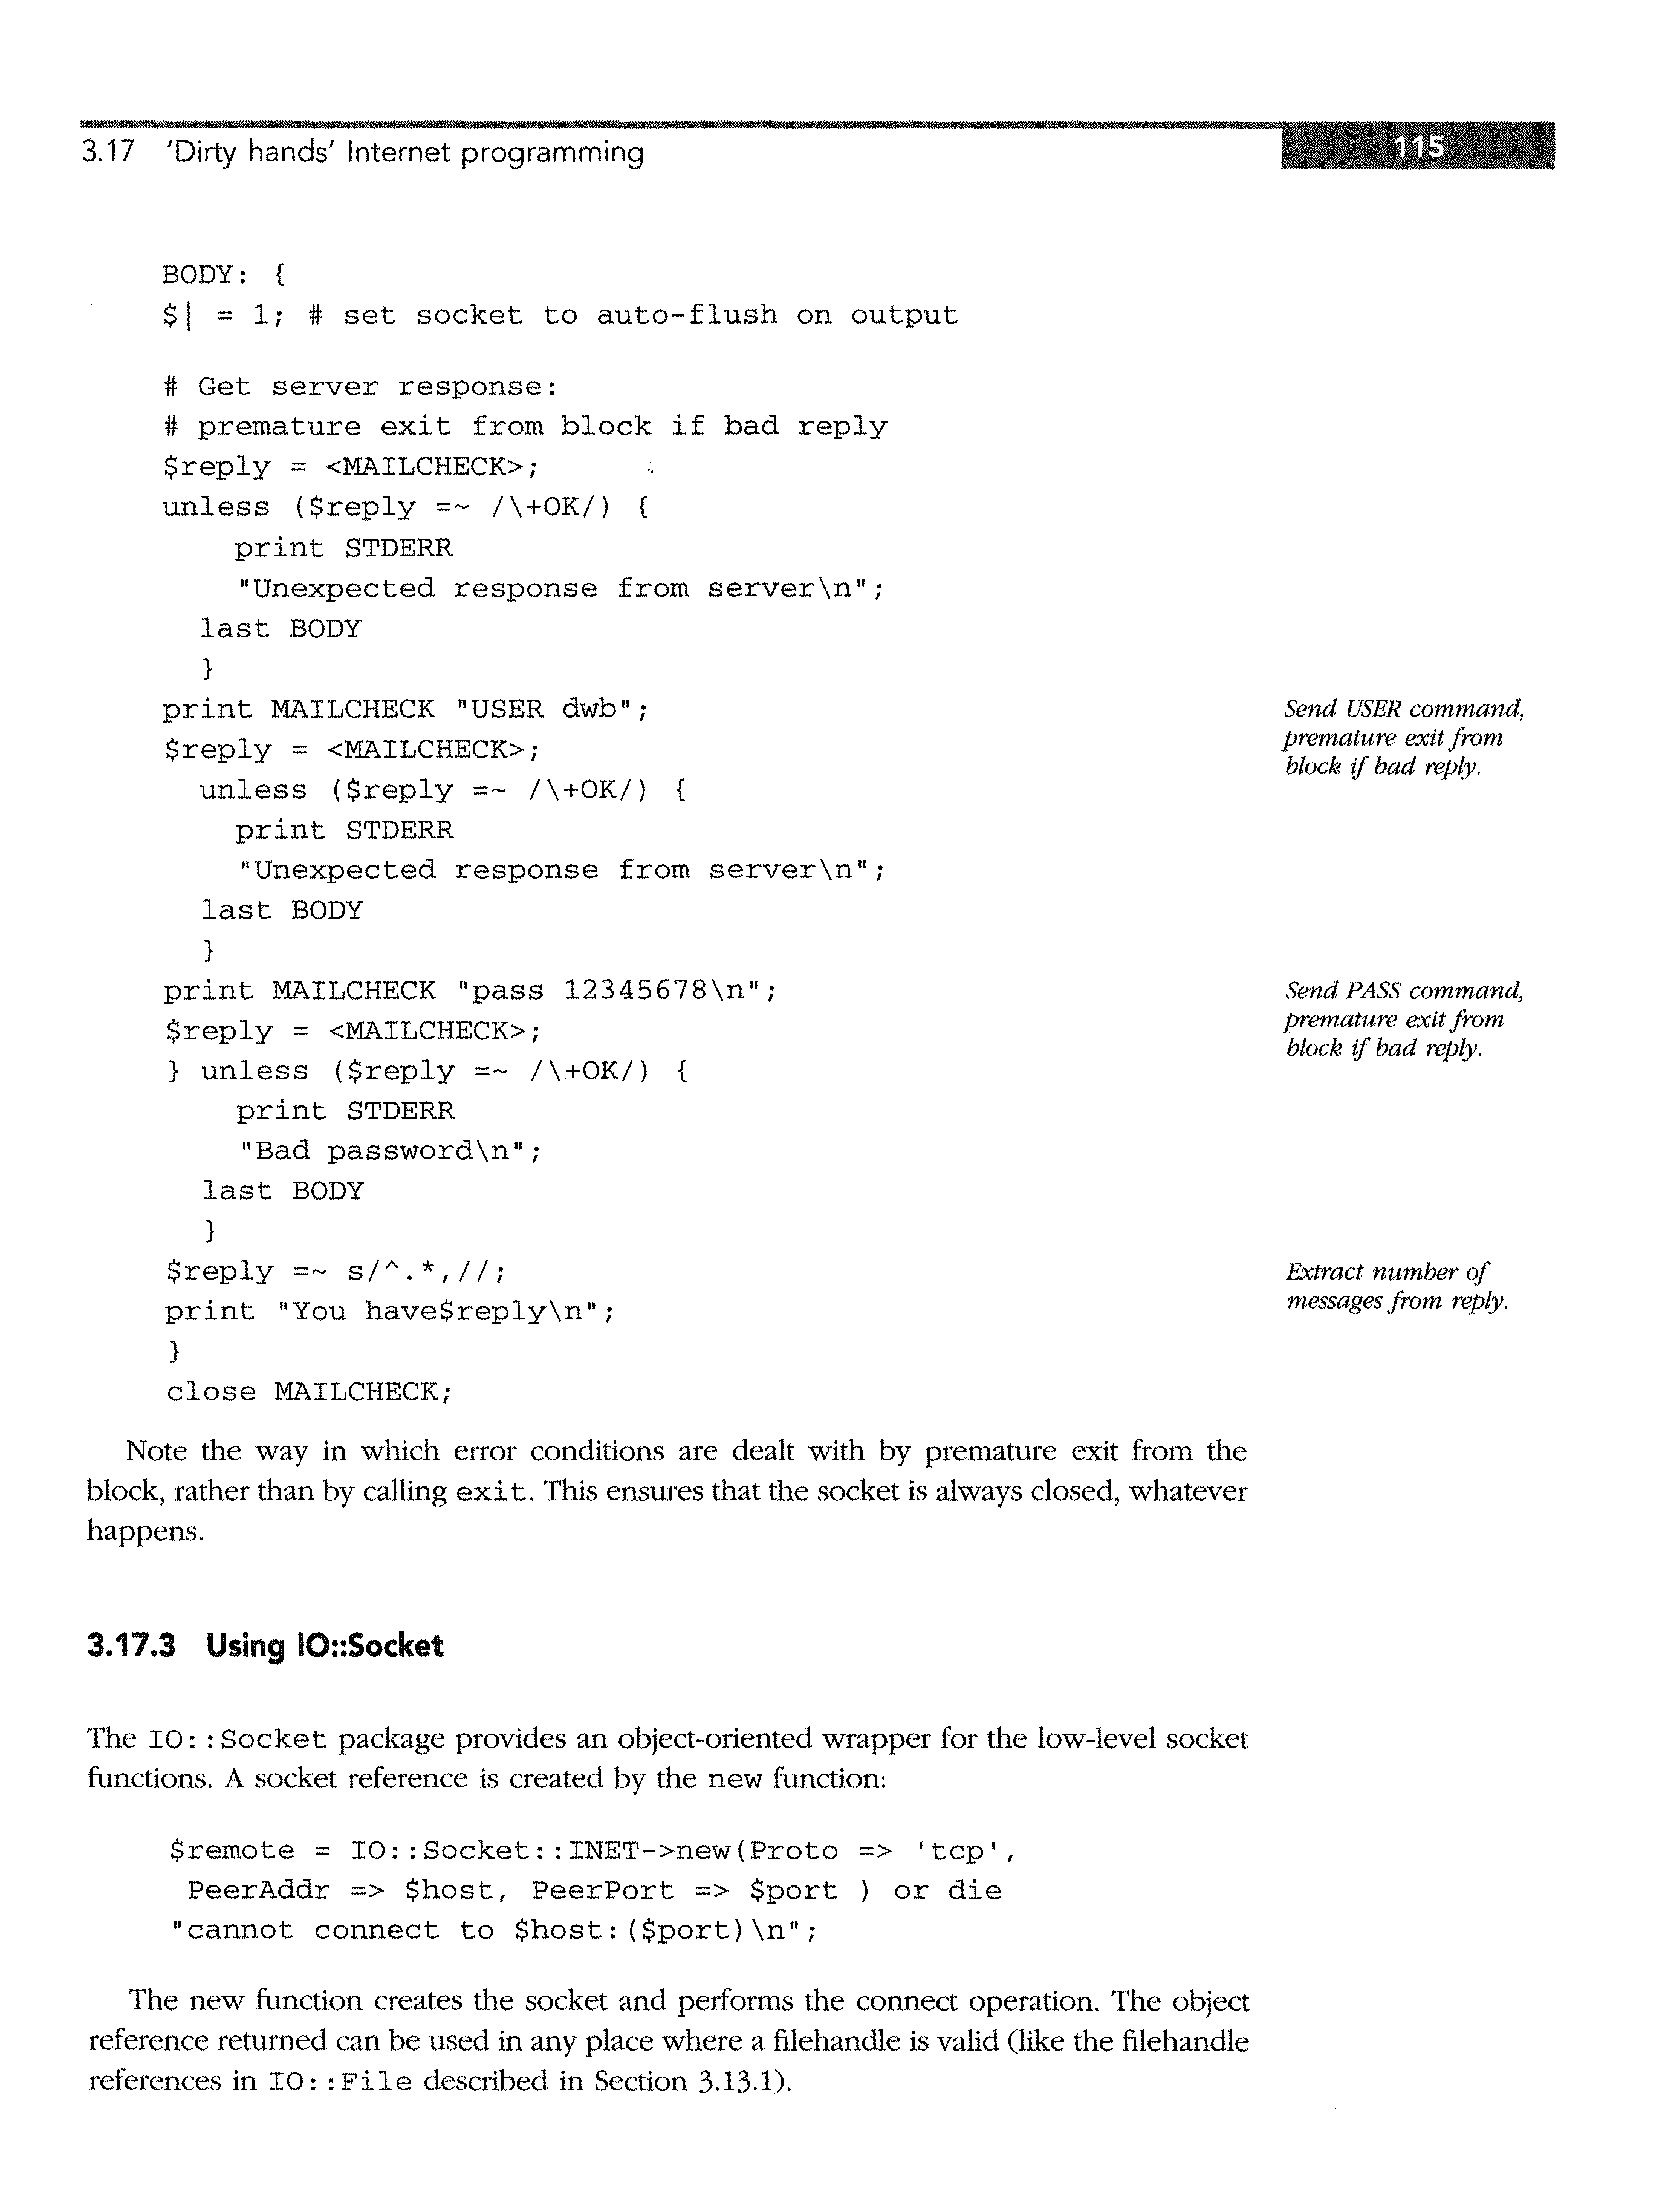 3.17 'Dirty hands' Internet programming
115
BODY: {
$| = 1; # set socket to auto-flush on output
# Get server response:
# premature exit from block if bad reply
$reply = <MAILCHECK>;
unless ($reply =~ /\+OK/) {
print STDERR
"Unexpected response from server\n";
last BODY
}
print MAILCHECK "USER dwb";
$reply = <MAILCHECK>;
unless ($reply =~ /\+OK/) {
print STDERR
"Unexpected response from server\n";
last BODY
}
print MAILCHECK "pass 12345678\n";
$reply = <MAILCHECK>;
} unless ($reply =~ /\+OK/) {
print STDERR
"Bad password\n";
last BODY
}
$reply =~ s/^.*,//;
print "You have$reply\n";
}
close MAILCHECK;
Send USER command,
premature exit from
block if bad reply.
Send PASS command,
premature exit from
block if bad reply.
Extract number of
messages from reply.
Note the way in which error conditions are dealt with by premature exit from the
block, rather than by calling exit. This ensures that the socket is always closed, whatever
happens.
3.17.3 Using IO::Socket
The IO::Socket package provides an object-oriented wrapper for the low-level socket
functions. A socket reference is created by the new function:
$remote = IO::Socket::INET->new(Proto => 'tcp',
PeerAddr => $host, PeerPort => $port ) or die
"cannot connect to $host:($port)\n";
The new function creates the socket and performs the connect operation. The object
reference returned can be used in any place where a filehandle is valid (like the filehandle
references in IO::File described in Section 3.13.1).